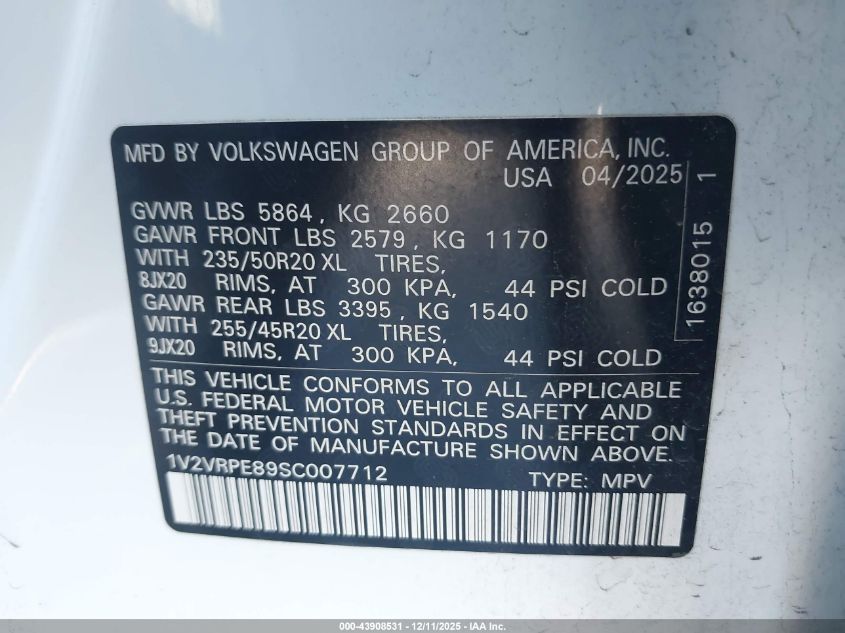 MFD BY VOLKSWAGEN GROUP OF AMERICA, INC.
USA 04/2025
GVWR LBS 5864, KG 2660
GAWR FRONT LBS 2579, KG 1170
WITH 235/50R20 XL TIRES,
8JX20 RIMS, AT 300 KPA, 44 PSI COLD
GAWR REAR LBS 3395, KG 1540
WITH 255/45R20 XL TIRES,
9JX20 RIMS, AT 300 KPA, 44 PSI COLD
THIS VEHICLE CONFORMS TO ALL APPLICABLE
U.S. FEDERAL MOTOR VEHICLE SAFETY AND
THEFT PREVENTION STANDARDS IN EFFECT ON
THE DATE OF MANUFACTURE SHOWN ABOVE.
1V2VRPE89SC007712 TYPE: MPV
1638015 1
000-43908531 - 12/11/2025 - IAA Inc.